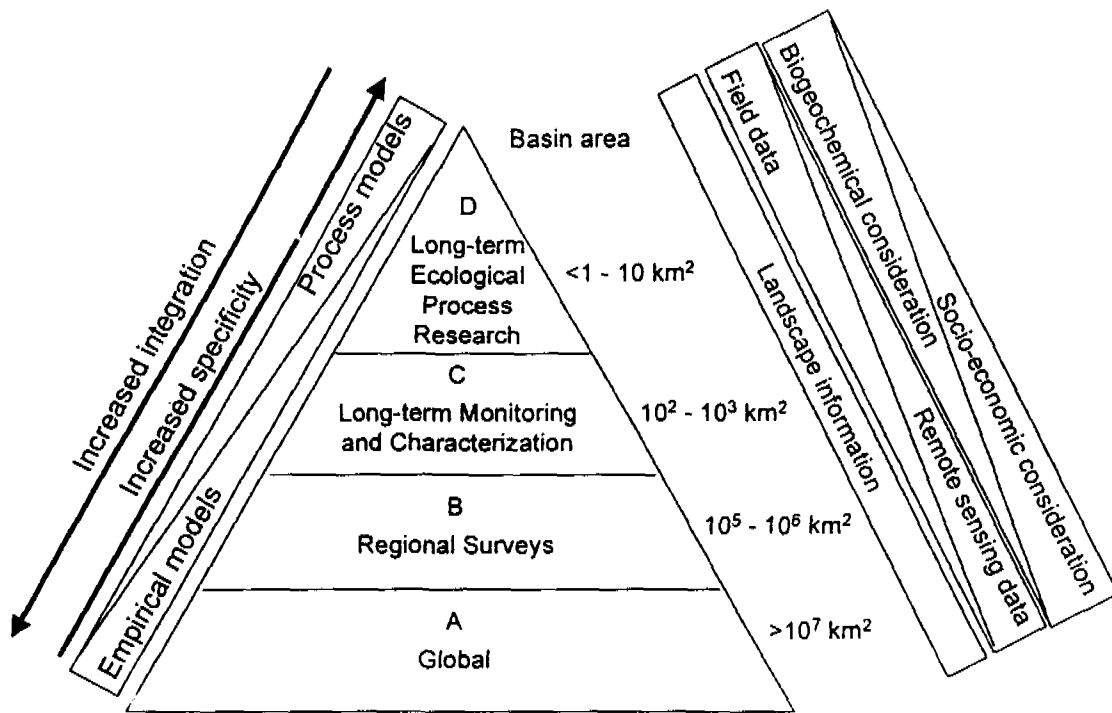 Increased integration
Increased specificity
Process models
Empirical models
Basin area
D
Long-term
Ecological
Process
Research
<1 - 10 km²
C
Long-term Monitoring
and Characterization
10² - 10³ km²
B
Regional Surveys
10⁵ - 10⁶ km²
A
Global
>10⁷ km²
Landscape information
Field data
Remote sensing data
Biogeochemical consideration
Socio-economic consideration